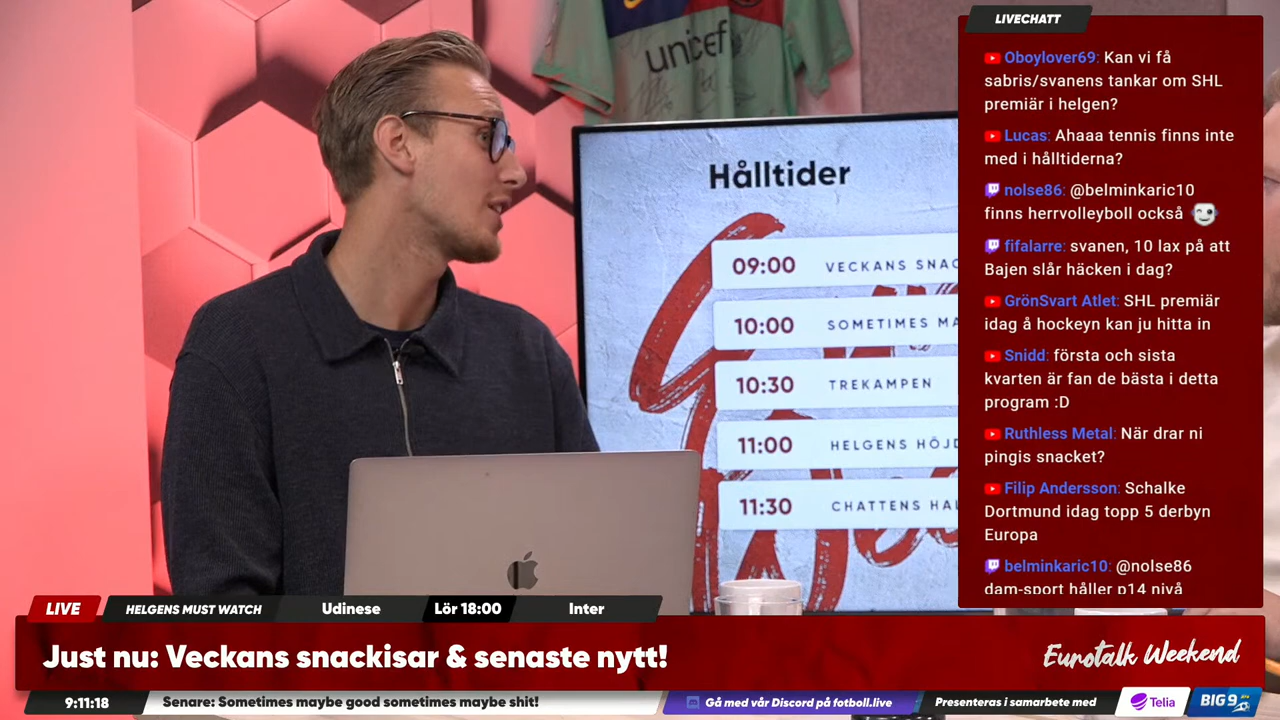 unicef
Hålltider
09:00 VECKANS SNAC
10:00 SOMETIMES MA
10:30 TREKAMPEN
11:00 HELGENS HÖJD
11:30 CHATTENS HAL
LIVECHATT
Oboylover69: Kan vi få
sabris/svanens tankar om SHL
premiär i helgen?
Lucas: Ahaaa tennis finns inte
med i hålltiderna?
nolse86: @belminkaric10
finns herrvolleyboll också
fifalarre: svanen, 10 lax på att
Bajen slår häcken i dag?
GrönSvart Atlet: SHL premiär
idag å hockeyn kan ju hitta in
Snidd: första och sista
kvarten är fan de bästa i detta
program :D
Ruthless Metal: När drar ni
pingis snacket?
Filip Andersson: Schalke
Dortmund idag topp 5 derbyn
Europa
belminkaric10: @nolse86
dam-sport håller p14 nivå
LIVE HELGENS MUST WATCH Udinese Lör 18:00 Inter
Just nu: Veckans snackisar & senaste nytt!
Eurotalk Weekend
9:11:18 Senare: Sometimes maybe good sometimes maybe shit! Gå med vår Discord på fotboll.live Presenteras i samarbete med Telia BIG9